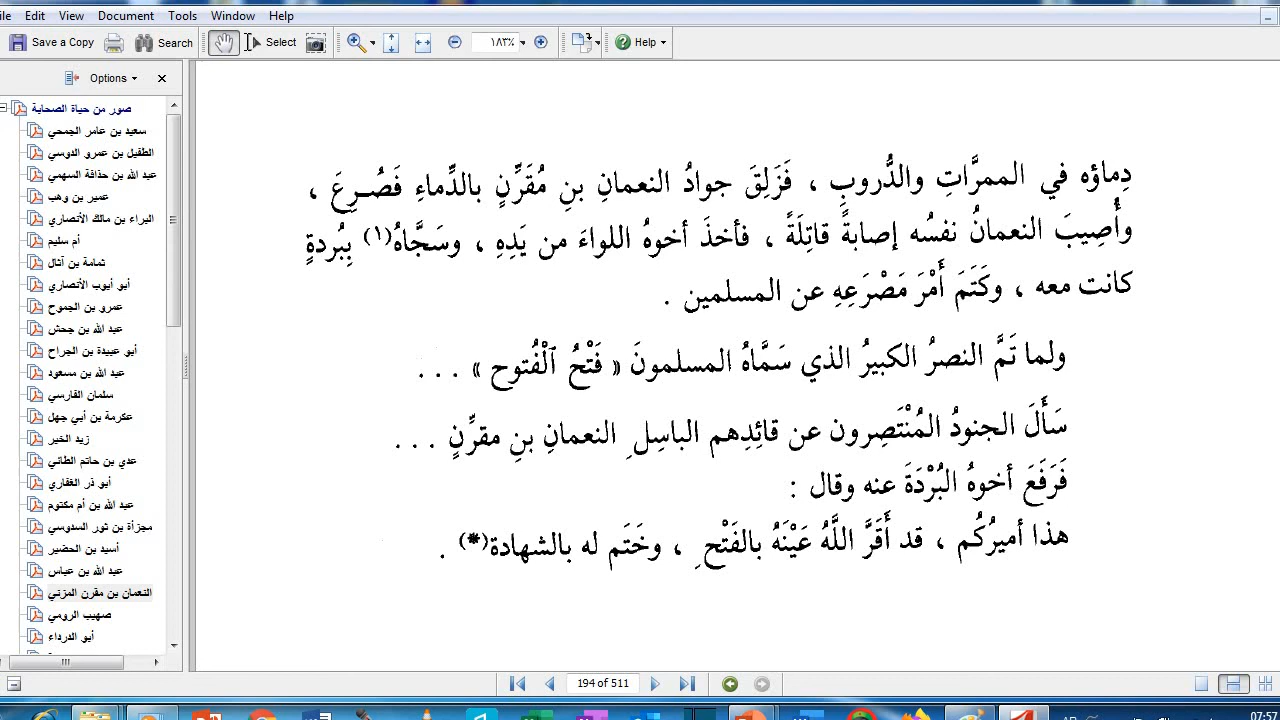 Edit View Document Tools Window Help
Save a Copy Search Select ١٨٣% Help
Options
صور من حياة الصحابة
سعيد بن عامر الجمحي
الطفيل بن عمرو الدوسي
عبد الله بن حذافة السهمي
عمير بن وهب
البراء بن مالك الأنصاري
أم سليم
ثمامة بن أثال
أبو أيوب الأنصاري
عمرو بن الجموح
عبد الله بن جحش
أبو عبيدة بن الجراح
عبد الله بن مسعود
سلمان الفارسي
عكرمة بن أبي جهل
زيد الخير
عدي بن حاتم الطائي
أبو ذر الغفاري
عبد الله بن أم مكتوم
مجزأة بن ثور السدوسي
أسيد بن الحضير
عبد الله بن عباس
النعمان بن مقرن المزني
صهيب الرومي
أبو الدرداء
دِماؤه في الممرَّاتِ والدُّروبِ ، فَزَلِقَ جوادُ النعمانِ بنِ مُقَرِّنٍ بالدِّماءِ فَصُـرِعَ ،
وأُصِيبَ النعمانُ نفسُه إصابةً قاتِلَةً ، فأخذَ أخوهُ اللواءَ من يَدِهِ ، وسَجَّاهُ(١) بِبُردةٍ
كانت معه ، وكَتَمَ أَمْرَ مَصْرَعِهِ عن المسلمين .
ولما تَمَّ النصرُ الكبيرُ الذي سَمَّاهُ المسلمونَ « فَتْحُ ٱلْفُتوح » . . .
سَأَلَ الجنودُ المُنْتَصِرون عن قائِدِهم الباسِلِ النعمانِ بنِ مقرِّنٍ . . .
فَرَفَعَ أخوهُ البُرْدَةَ عنه وقال :
هذا أميرُكُم ، قد أَقَرَّ اللَّهُ عَيْنَهُ بالفَتْحِ ، وخَتَم له بالشهادة(*) .
194 of 511